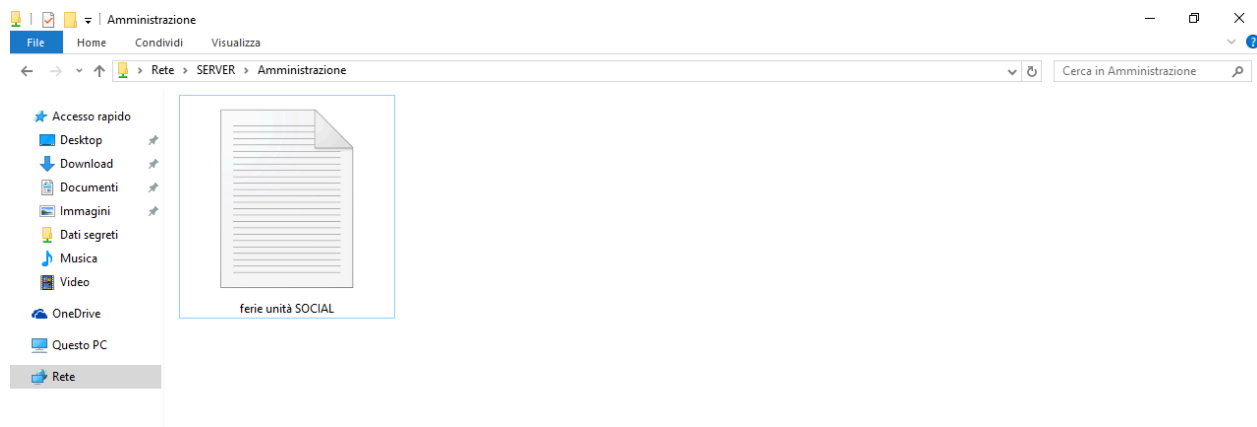 Amministrazione
File Home Condividi Visualizza
Rete SERVER Amministrazione Cerca in Amministrazione
Accesso rapido
Desktop
Download
Documenti
Immagini
Dati segreti
Musica
Video
OneDrive
Questo PC
Rete
ferie unità SOCIAL